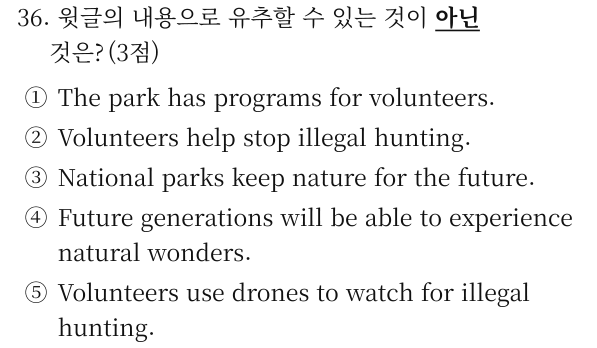 36. 윗글의 내용으로 유추할 수 있는 것이 아닌
것은? (3점)
① The park has programs for volunteers.
② Volunteers help stop illegal hunting.
③ National parks keep nature for the future.
④ Future generations will be able to experience
natural wonders.
⑤ Volunteers use drones to watch for illegal
hunting.